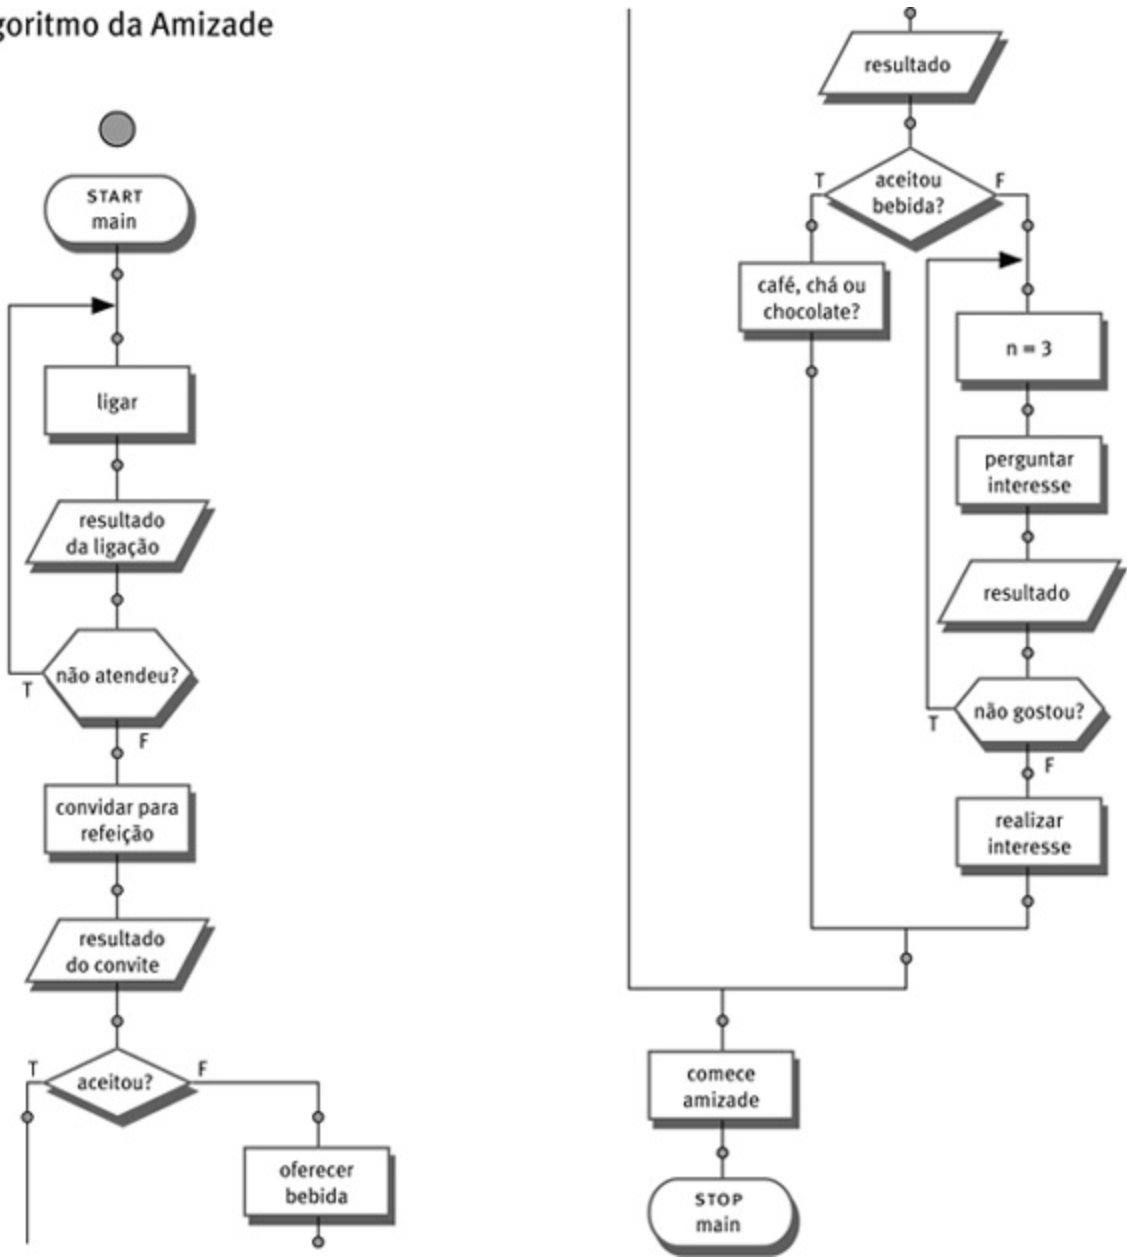 goritmo da Amizade
START
main
ligar
resultado
da ligação
não atendeu?
T
F
convidar para
refeição
resultado
do convite
T
aceitou?
F
oferecer
bebida
resultado
T
aceitou
bebida?
F
café, chá ou
chocolate?
n = 3
perguntar
interesse
resultado
não gostou?
T
F
realizar
interesse
comece
amizade
STOP
main